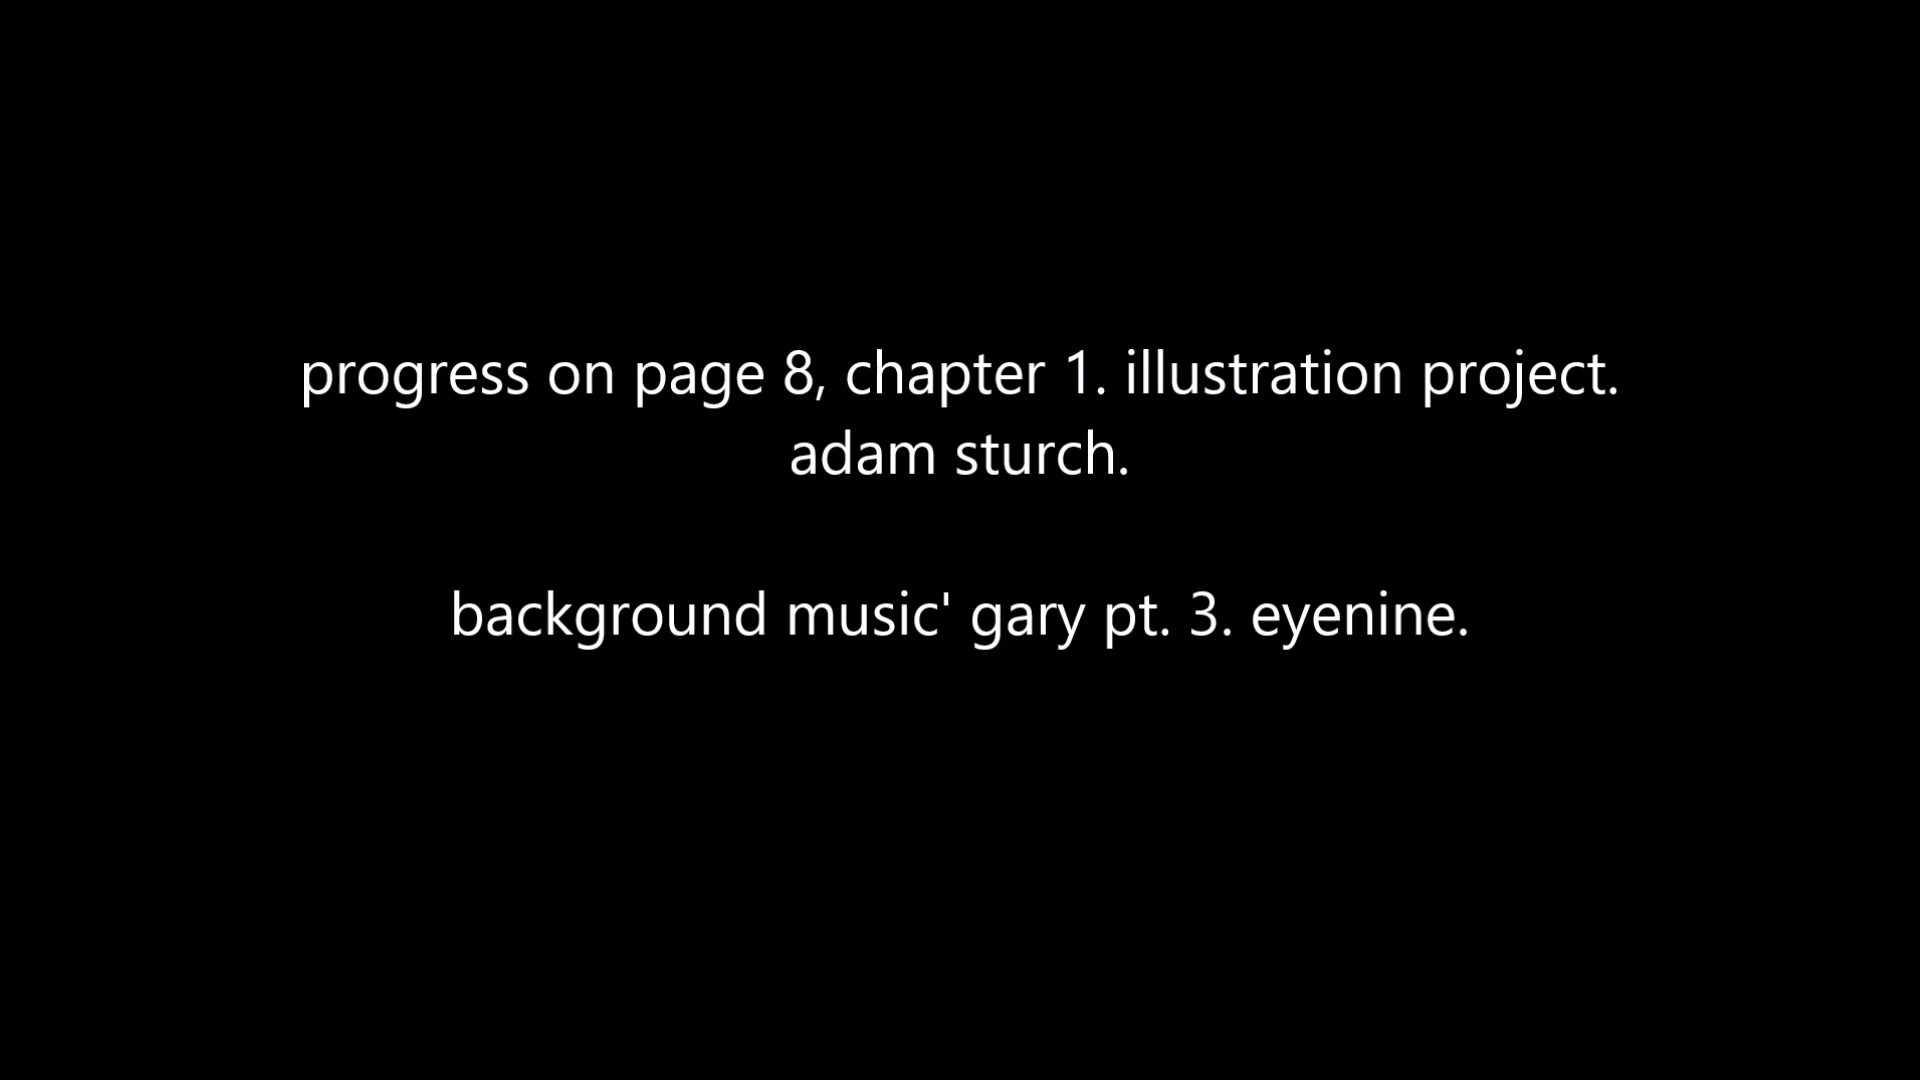 progress on page 8, chapter 1. illustration project.
adam sturch.
background music' gary pt. 3. eyenine.